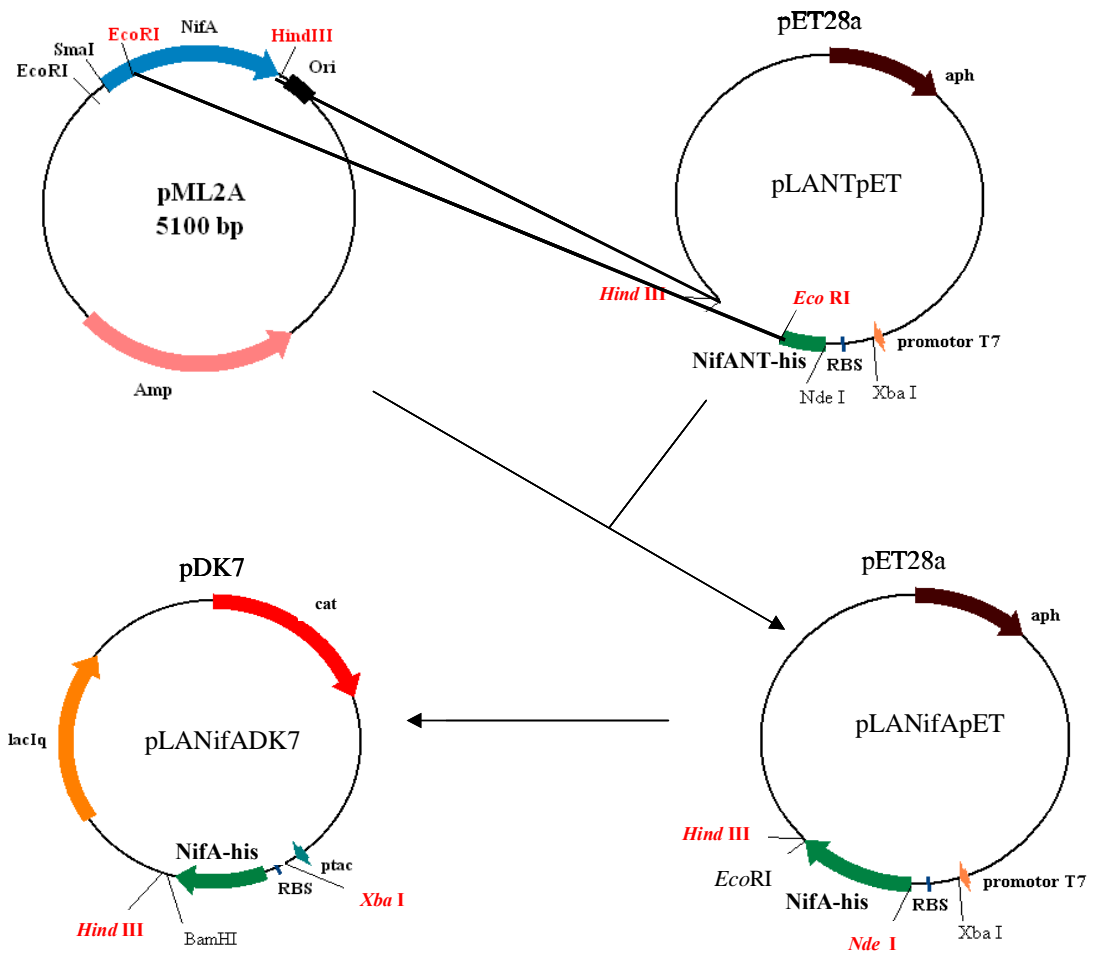 EcoRI
NifA
HindIII
SmaI
EcoRI
Ori
pML2A
5100 bp
Amp
pET28a
aph
pLANTpET
Hind III
Eco RI
promotor T7
NifANT-his
RBS
Nde I
Xba I
pDK7
cat
lacIq
pLANifADK7
NifA-his
ptac
RBS
Xba I
Hind III
BamHI
pET28a
aph
pLANifApET
Hind III
EcoRI
NifA-his
RBS
promotor T7
Xba I
Nde I